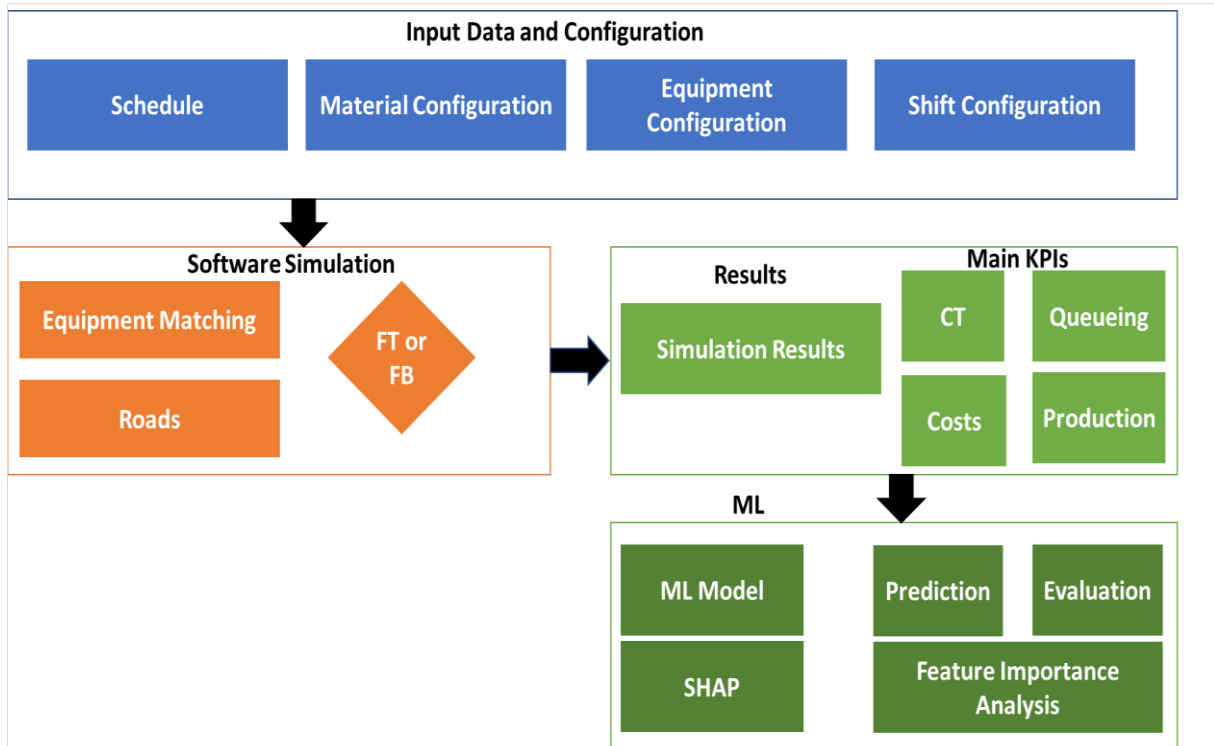 Input Data and Configuration
Schedule
Material Configuration
Equipment
Configuration
Shift Configuration
Software Simulation
Equipment Matching
Roads
FT or
FB
Results
Main KPIs
Simulation Results
CT
Queueing
Costs
Production
ML
ML Model
Prediction
Evaluation
SHAP
Feature Importance
Analysis